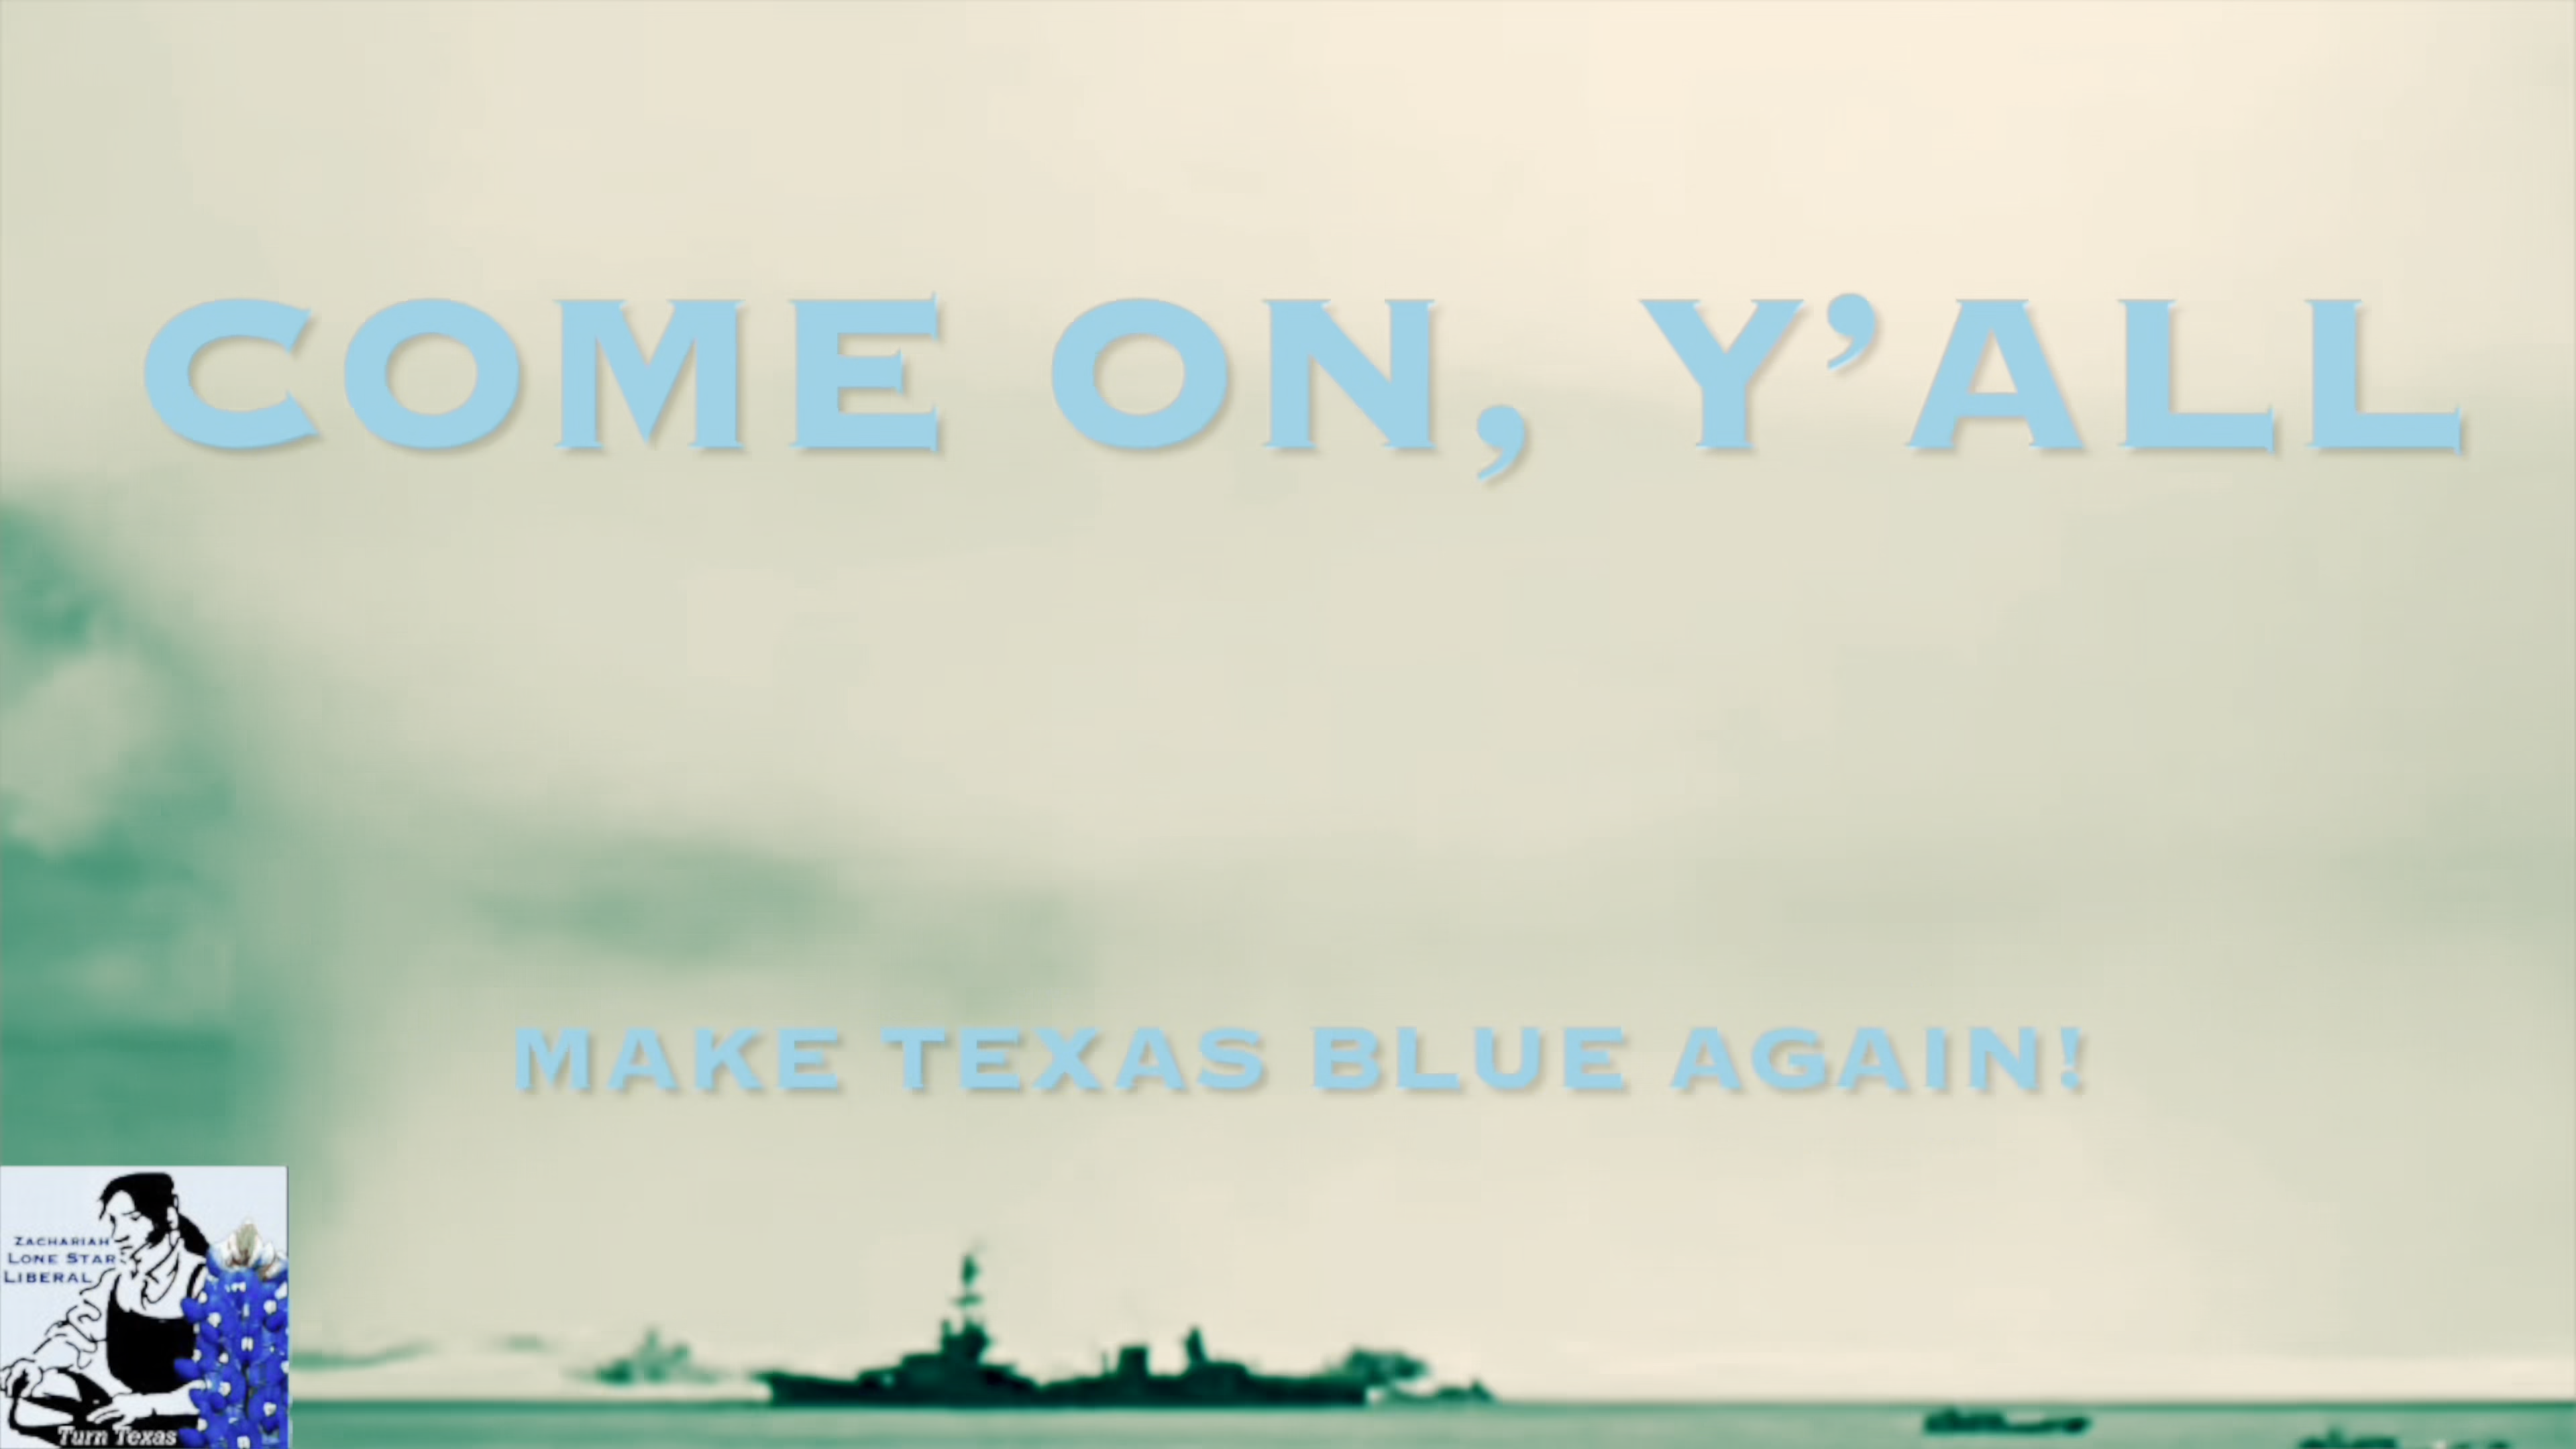 COME ON, Y’ALL
MAKE TEXAS BLUE AGAIN!
ZACHARIAH
LONE STAR
LIBERAL
Turn Texas